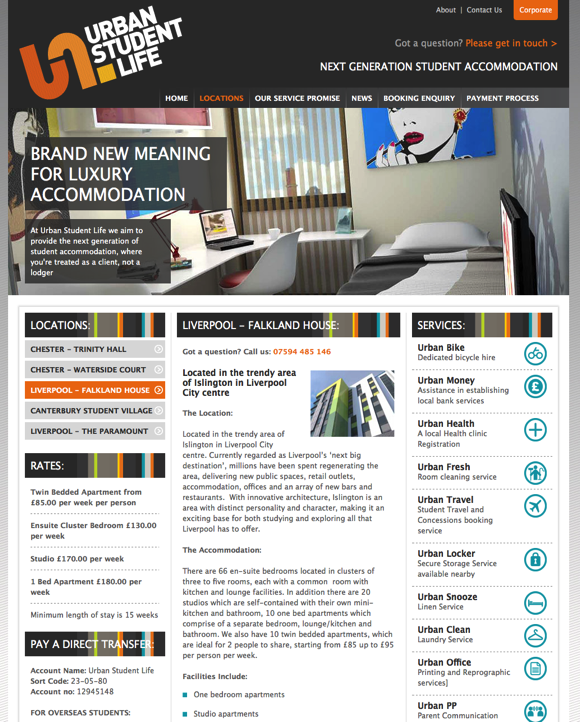 About | Contact Us
Corporate
URBAN
STUDENT
LIFE
Got a question? Please get in touch >
NEXT GENERATION STUDENT ACCOMMODATION
HOME
LOCATIONS
OUR SERVICE PROMISE
NEWS
BOOKING ENQUIRY
PAYMENT PROCESS
BRAND NEW MEANING
FOR LUXURY
ACCOMMODATION
At Urban Student Life we aim to
provide the next generation of
student accommodation, where
you're treated as a client, not a
lodger
LOCATIONS:
CHESTER – TRINITY HALL
CHESTER – WATERSIDE COURT
LIVERPOOL – FALKLAND HOUSE
CANTERBURY STUDENT VILLAGE
LIVERPOOL – THE PARAMOUNT
RATES:
Twin Bedded Apartment from
£85.00 per week per person
Ensuite Cluster Bedroom £130.00
per week
Studio £170.00 per week
1 Bed Apartment £180.00 per
week
Minimum length of stay is 15 weeks
PAY A DIRECT TRANSFER:
Account Name: Urban Student Life
Sort Code: 23-05-80
Account no: 12945148
FOR OVERSEAS STUDENTS:
LIVERPOOL – FALKLAND HOUSE:
Got a question? Call us: 07594 485 146
Located in the trendy area
of Islington in Liverpool
City centre
The Location:
Located in the trendy area of
Islington in Liverpool City
centre. Currently regarded as Liverpool's 'next big
destination', millions have been spent regenerating the
area, delivering new public spaces, retail outlets,
accommodation, offices and an array of new bars and
restaurants. With innovative architecture, Islington is an
area with distinct personality and character, making it an
exciting base for both studying and exploring all that
Liverpool has to offer.
The Accommodation:
There are 66 en-suite bedrooms located in clusters of
three to five rooms, each with a common room with
kitchen and lounge facilities. In addition there are 20
studios which are self-contained with their own mini-
kitchen and bathroom, 10 one bed apartments which
comprise of a separate bedroom, lounge/kitchen and
bathroom. We also have 10 twin bedded apartments, which
are ideal for 2 people to share, starting from £85 up to £95
per person per week.
Facilities Include:
One bedroom apartments
Studio apartments
SERVICES:
Urban Bike
Dedicated bicycle hire
Urban Money
Assistance in establishing
local bank services
Urban Health
A local Health clinic
Registration
Urban Fresh
Room cleaning service
Urban Travel
Student Travel and
Concessions booking
service
Urban Locker
Secure Storage Service
available nearby
Urban Snooze
Linen Service
Urban Clean
Laundry Service
Urban Office
Printing and Reprographic
services]
Urban PP
Parent Communication